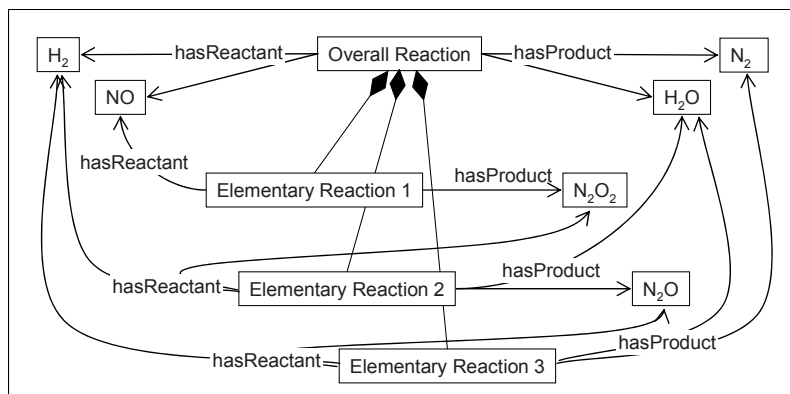 H₂
hasReactant
Overall Reaction
hasProduct
N₂
NO
H₂O
hasReactant
Elementary Reaction 1
hasProduct
N₂O₂
hasReactant
Elementary Reaction 2
hasProduct
N₂O
hasReactant
Elementary Reaction 3
hasProduct